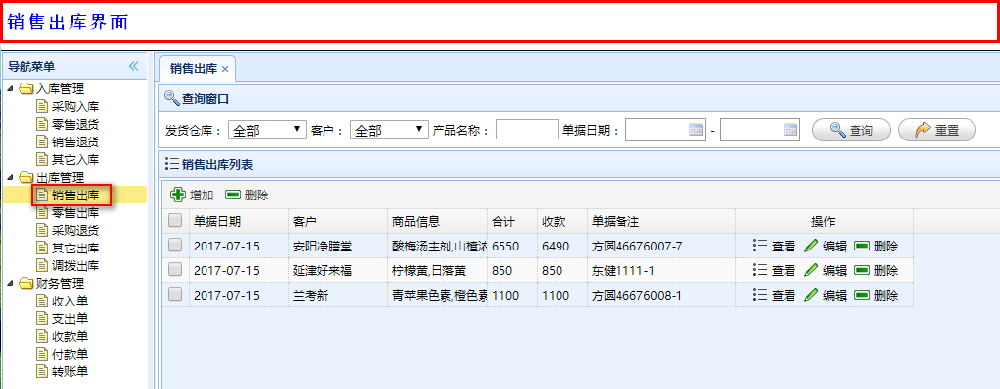 销售出库界面
导航菜单
入库管理
采购入库
零售退货
销售退货
其它入库
出库管理
销售出库
零售出库
采购退货
其它出库
调拨出库
财务管理
收入单
支出单
收款单
付款单
转账单
销售出库
查询窗口
发货仓库： 全部 客户： 全部 产品名称： 单据日期： - 查询 重置
销售出库列表
增加 删除
单据日期 客户 商品信息 合计 收款 单据备注 操作
2017-07-15 安阳净膳堂 酸梅汤主剂,山楂浓 6550 6490 方圆46676007-7 查看 编辑 删除
2017-07-15 延津好来福 柠檬黄,日落黄 850 850 东健1111-1 查看 编辑 删除
2017-07-15 兰考新 青苹果色素,橙色素 1100 1100 方圆46676008-1 查看 编辑 删除